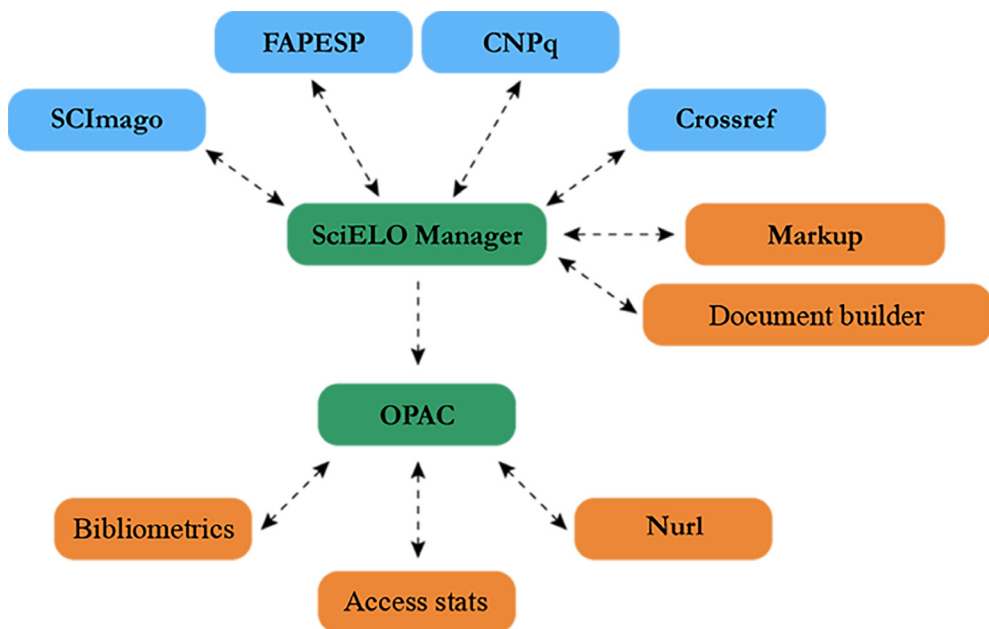 FAPESP
CNPq
SCImago
Crossref
SciELO Manager
Markup
Document builder
OPAC
Bibliometrics
Nurl
Access stats